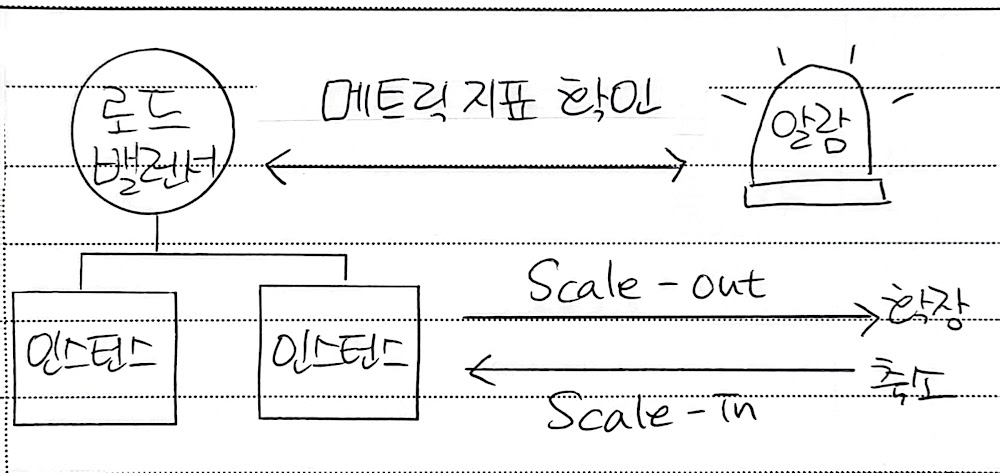 로드
밸런서
메트릭 지표 확인
알람
인스턴스
인스턴스
Scale-out
확장
축소
Scale-in